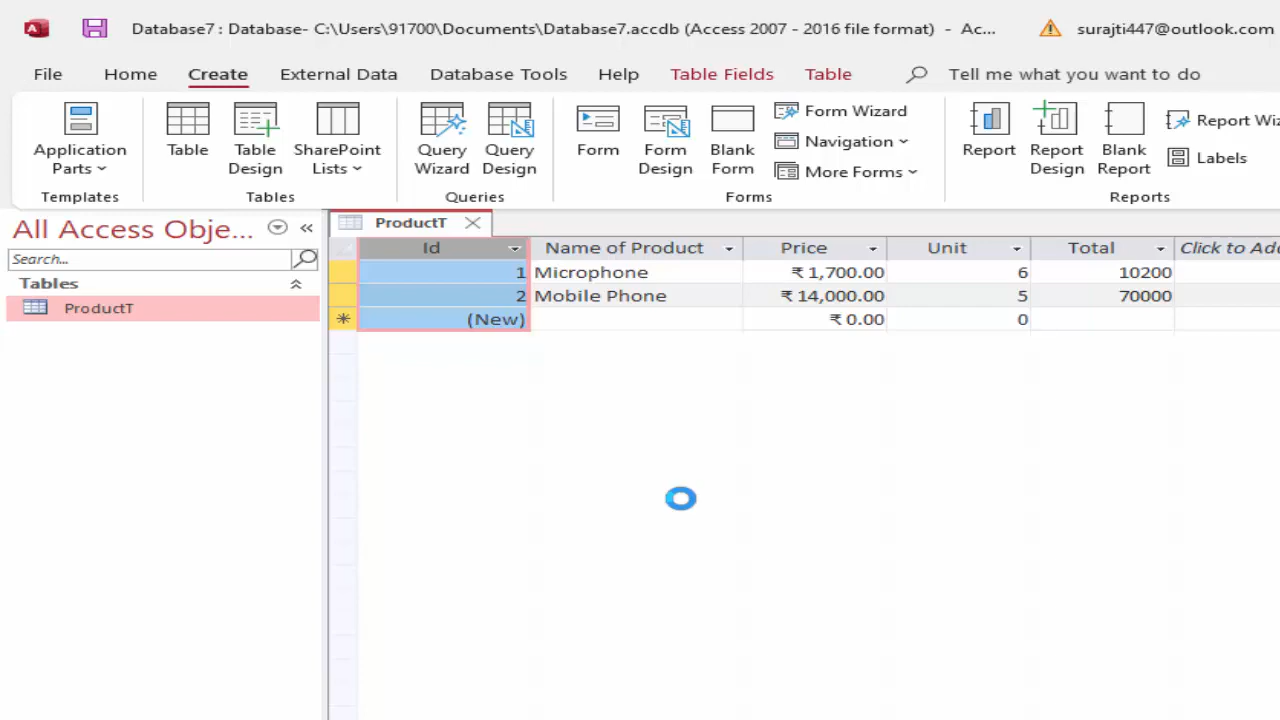 Database7 : Database- C:\Users\91700\Documents\Database7.accdb (Access 2007 - 2016 file format) - Ac...
surajti447@outlook.com
File Home Create External Data Database Tools Help Table Fields Table Tell me what you want to do
Application Parts
Templates
Table
Table Design
SharePoint Lists
Tables
Query Wizard
Query Design
Queries
Form
Form Design
Blank Form
Form Wizard
Navigation
More Forms
Forms
Report
Report Design
Blank Report
Report Wiz
Labels
Reports
All Access Obje...
Search...
Tables
ProductT
ProductT
Id Name of Product Price Unit Total Click to Add
1 Microphone ₹ 1,700.00 6 10200
2 Mobile Phone ₹ 14,000.00 5 70000
* (New) ₹ 0.00 0